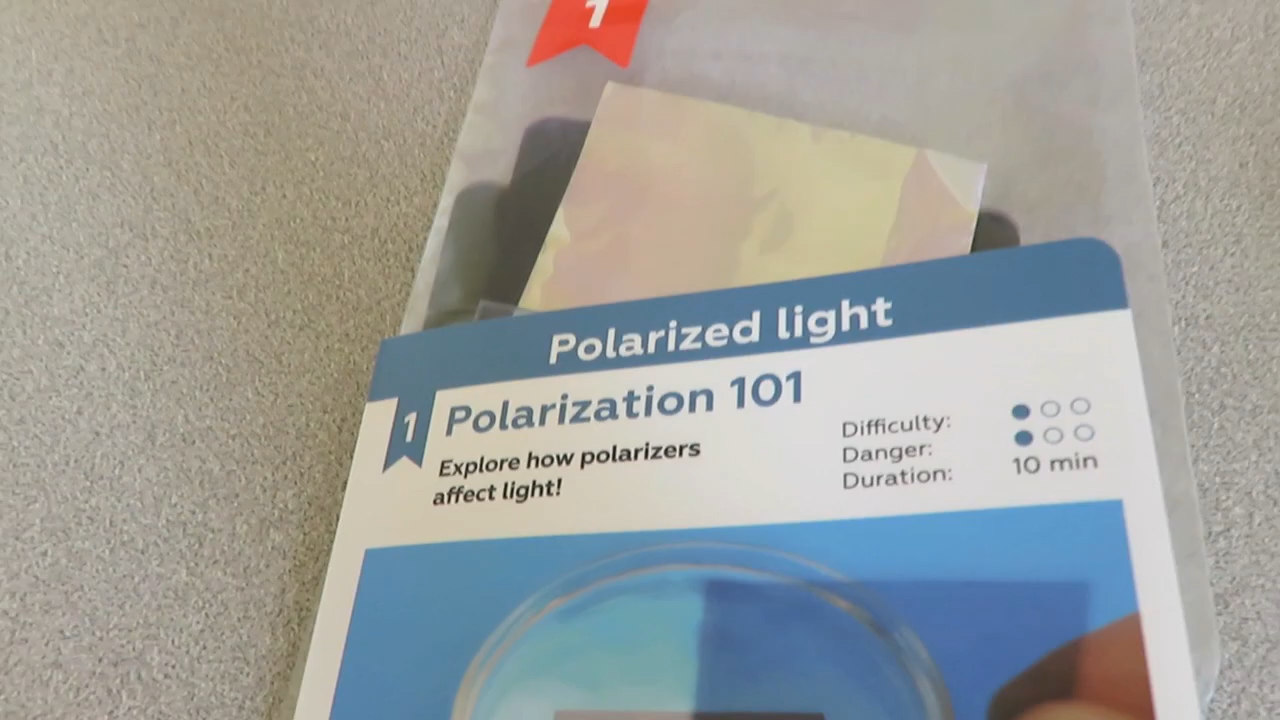 1
Polarized light
1
Polarization 101
Explore how polarizers
affect light!
Difficulty:
Danger:
Duration:
10 min